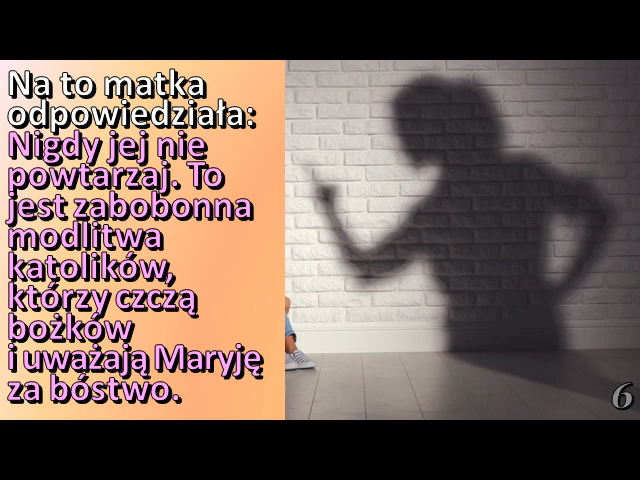 Na to matka
odpowiedziała:
Nigdy jej nie
powtarzaj. To
jest zabobonna
modlitwa
katolików,
którzy czczą
bożków
i uważają Maryję
za bóstwo.
6